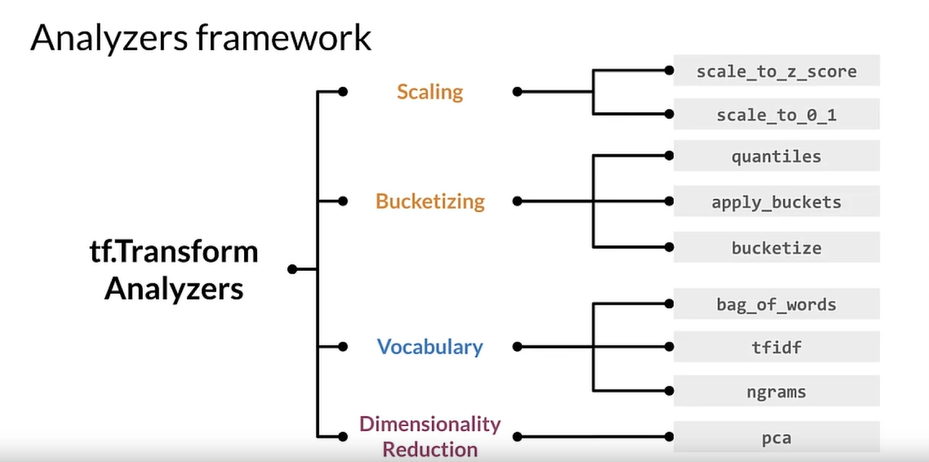 Analyzers framework
tf.Transform
Analyzers
Scaling
scale_to_z_score
scale_to_0_1
Bucketizing
quantiles
apply_buckets
bucketize
Vocabulary
bag_of_words
tfidf
ngrams
Dimensionality
Reduction
pca